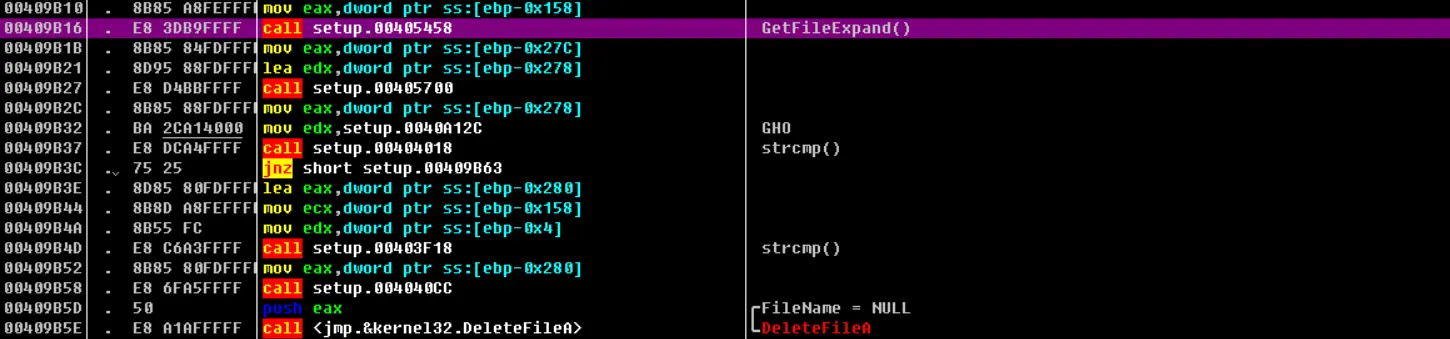 00409B10 . 8B85 A8FEFFFF mov eax,dword ptr ss:[ebp-0x158]
00409B16 . E8 3DB9FFFF call setup.00405458 GetFileExpand()
00409B1B . 8B85 84FDFFFF mov eax,dword ptr ss:[ebp-0x27C]
00409B21 . 8D95 88FDFFFF lea edx,dword ptr ss:[ebp-0x278]
00409B27 . E8 D4BBFFFF call setup.00405700
00409B2C . 8B85 88FDFFFF mov eax,dword ptr ss:[ebp-0x278]
00409B32 . BA 2CA14000 mov edx,setup.0040A12C GHO
00409B37 . E8 DCA4FFFF call setup.00404018 strcmp()
00409B3C . 75 25 jnz short setup.00409B63
00409B3E . 8D85 80FDFFFF lea eax,dword ptr ss:[ebp-0x280]
00409B44 . 8B8D A8FEFFFF mov ecx,dword ptr ss:[ebp-0x158]
00409B4A . 8B55 FC mov edx,dword ptr ss:[ebp-0x4]
00409B4D . E8 C6A3FFFF call setup.00403F18 strcmp()
00409B52 . 8B85 80FDFFFF mov eax,dword ptr ss:[ebp-0x280]
00409B58 . E8 6FA5FFFF call setup.004040CC
00409B5D . 50 push eax FileName = NULL
00409B5E . E8 A1AFFFFF call <jmp.&kernel32.DeleteFileA> DeleteFileA